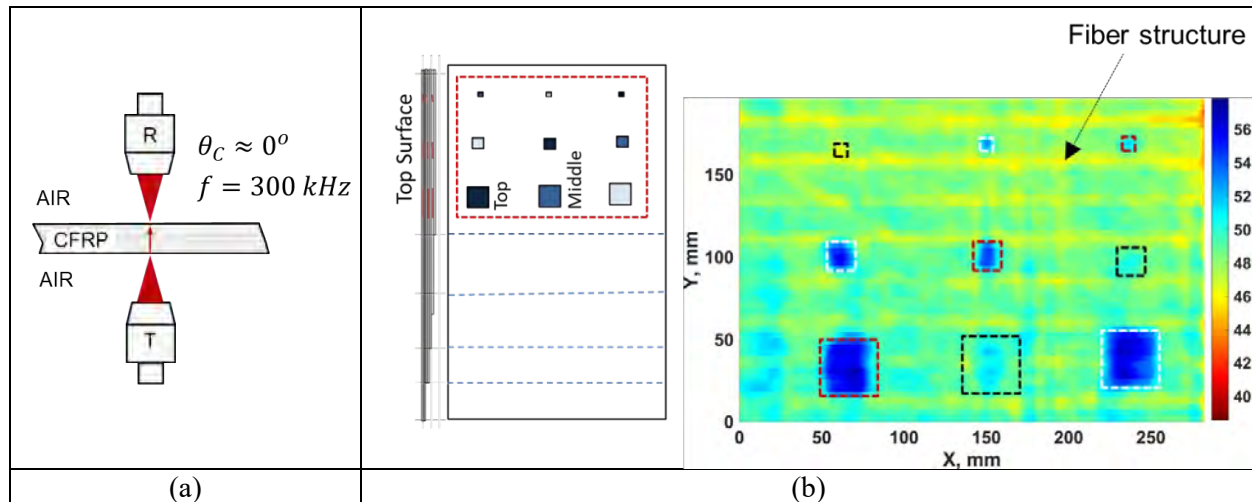 R
θ_C ≈ 0°
f = 300 kHz
AIR
CFRP
AIR
T
(a)
Top Surface
Top
Middle
Fiber structure
Y, mm
150
100
50
0
0 50 100 150 200 250
X, mm
56
54
52
50
48
46
44
42
40
(b)